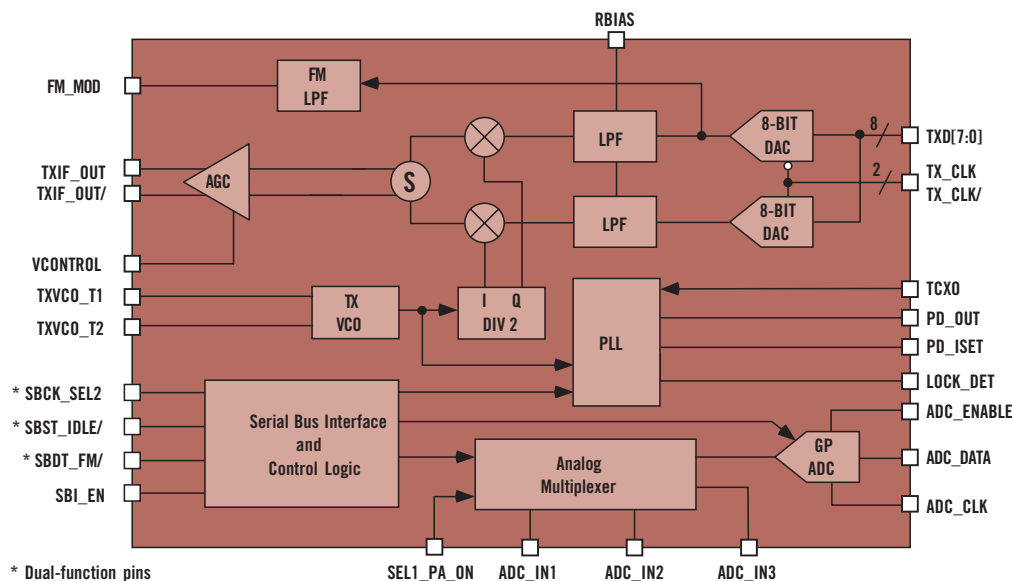 RBIAS
FM_MOD
FM
LPF
LPF
8-BIT
DAC
8
TXD[7:0]
TXIF_OUT
TXIF_OUT/
AGC
S
2
TX_CLK
TX_CLK/
LPF
8-BIT
DAC
VCONTROL
TXVCO_T1
TXVCO_T2
TX
VCO
I Q
DIV 2
PLL
TCXO
PD_OUT
PD_ISET
LOCK_DET
* SBCK_SEL2
* SBST_IDLE/
* SBDT_FM/
SBI_EN
Serial Bus Interface
and
Control Logic
Analog
Multiplexer
GP
ADC
ADC_ENABLE
ADC_DATA
ADC_CLK
SEL1_PA_ON
ADC_IN1
ADC_IN2
ADC_IN3
* Dual-function pins